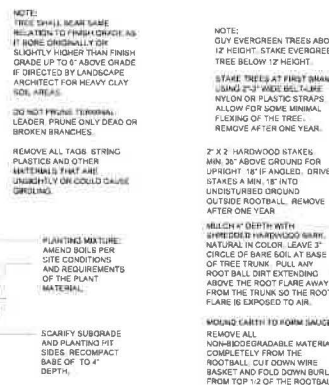 NOTE:
TREE SHALL BEAR SAME
RELATION TO FINISH GRADE AS
IT BORE ORIGINALLY OR
SLIGHTLY HIGHER THAN FINISH
GRADE UP TO 6" ABOVE GRADE
IF DIRECTED BY LANDSCAPE
ARCHITECT FOR HEAVY CLAY
SOIL AREAS.
DO NOT PRUNE TERMINAL
LEADER. PRUNE ONLY DEAD OR
BROKEN BRANCHES.
REMOVE ALL TAGS STRING
PLASTICS AND OTHER
MATERIALS THAT ARE
UNSIGHTLY OR COULD CAUSE
GIRDLING.
PLANTING MIXTURE:
AMEND SOILS PER
SITE CONDITIONS
AND REQUIREMENTS
OF THE PLANT
MATERIAL.
SCARIFY SUBGRADE
AND PLANTING PIT
SIDES. RECOMPACT
BASE OF TO 4"
DEPTH.
NOTE:
GUY EVERGREEN TREES ABO
12' HEIGHT. STAKE EVERGREE
TREE BELOW 12' HEIGHT.
STAKE TREES AT FIRST BRAN
USING 2"-3" WIDE BELT-LIKE
NYLON OR PLASTIC STRAPS
ALLOW FOR SOME MINIMAL
FLEXING OF THE TREE.
REMOVE AFTER ONE YEAR.
2" X 2" HARDWOOD STAKES
MIN. 36" ABOVE GROUND FOR
UPRIGHT 18" IF ANGLED. DRIVE
STAKES A MIN. 18" INTO
UNDISTURBED GROUND
OUTSIDE ROOTBALL. REMOVE
AFTER ONE YEAR
MULCH 4" DEPTH WITH
SHREDDED HARDWOOD BARK,
NATURAL IN COLOR. LEAVE 3"
CIRCLE OF BARE SOIL AT BASE
OF TREE TRUNK. PULL ANY
ROOT BALL DIRT EXTENDING
ABOVE THE ROOT FLARE AWAY
FROM THE TRUNK SO THE ROO
FLARE IS EXPOSED TO AIR.
MOUND EARTH TO FORM SAUCE
REMOVE ALL
NON-BIODEGRADABLE MATERIA
COMPLETELY FROM THE
ROOTBALL. CUT DOWN WIRE
BASKET AND FOLD DOWN BURL
FROM TOP 1/2 OF THE ROOTBAL